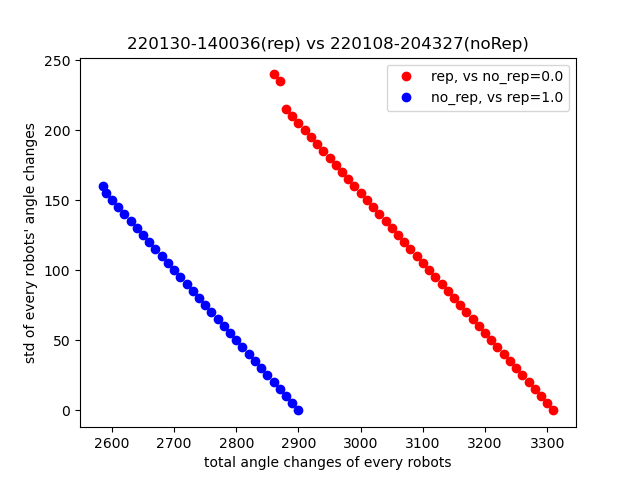 220130-140036(rep) vs 220108-204327(noRep)
rep, vs no_rep=0.0
no_rep, vs rep=1.0
std of every robots' angle changes
250
200
150
100
50
0
2600 2700 2800 2900 3000 3100 3200 3300
total angle changes of every robots